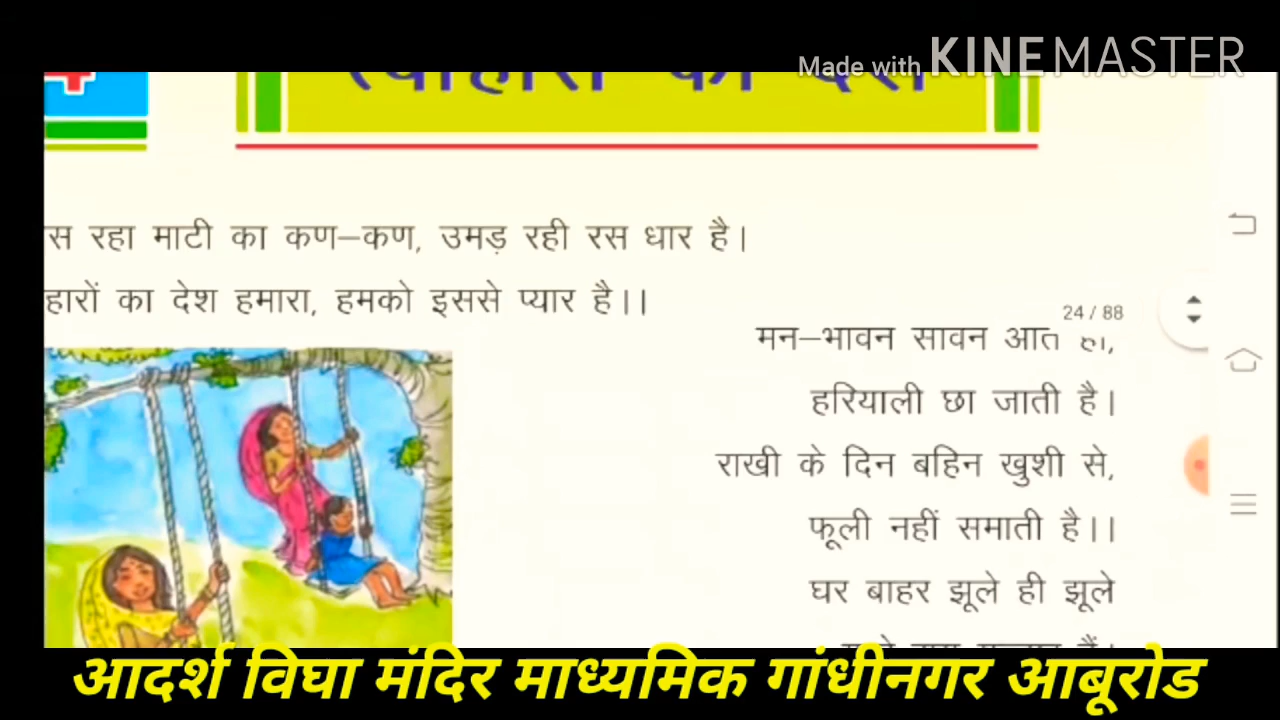 Made with KINEMASTER
स रहा माटी का कण–कण, उमड़ रही रस धार है।
हारों का देश हमारा, हमको इससे प्यार है।।
24 / 88
मन–भावन सावन आत
हरियाली छा जाती है।
राखी के दिन बहिन खुशी से,
फूली नहीं समाती है।।
घर बाहर झूले ही झूले
आदर्श विघा मंदिर माध्यमिक गांधीनगर आबूरोड